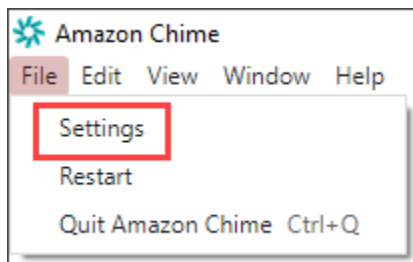 Amazon Chime
File Edit View Window Help
Settings
Restart
Quit Amazon Chime Ctrl+Q